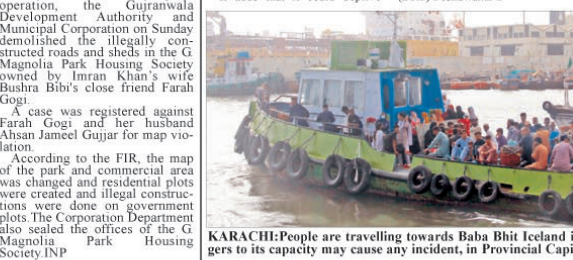 operation, the Gujranwala
Development Authority and
Municipal Corporation on Sunday
demolished the illegally con-
structed roads and sheds in the G
Magnolia Park Housing Society
owned by Imran Khan's wife
Bushra Bibi's close friend Farah
Gogi.
A case was registered against
Farah Gogi and her husband
Ahsan Jameel Gujjar for map vio-
lation.
According to the FIR, the map
of the park and commercial area
was changed and residential plots
were created and illegal construc-
tions were done on government
plots.The Corporation Department
also sealed the offices of the G
Magnolia Park Housing
Society.INP
KARACHI:People are travelling towards Baba Bhit Iceland i
gers to its capacity may cause any incident, in Provincial Capi